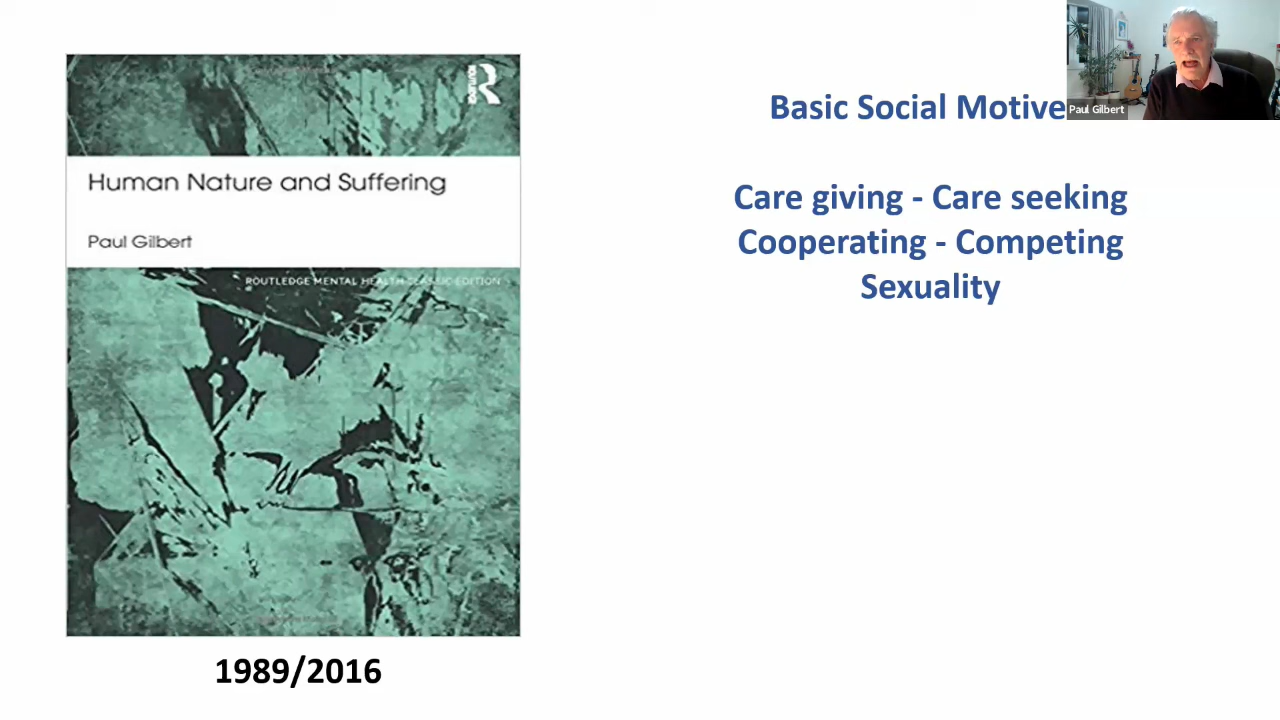 ROUTLEDGE
Human Nature and Suffering
Paul Gilbert
ROUTLEDGE MENTAL HEALTH CLASSIC EDITION
1989/2016
Basic Social Motive
Care giving - Care seeking
Cooperating - Competing
Sexuality
Paul Gilbert